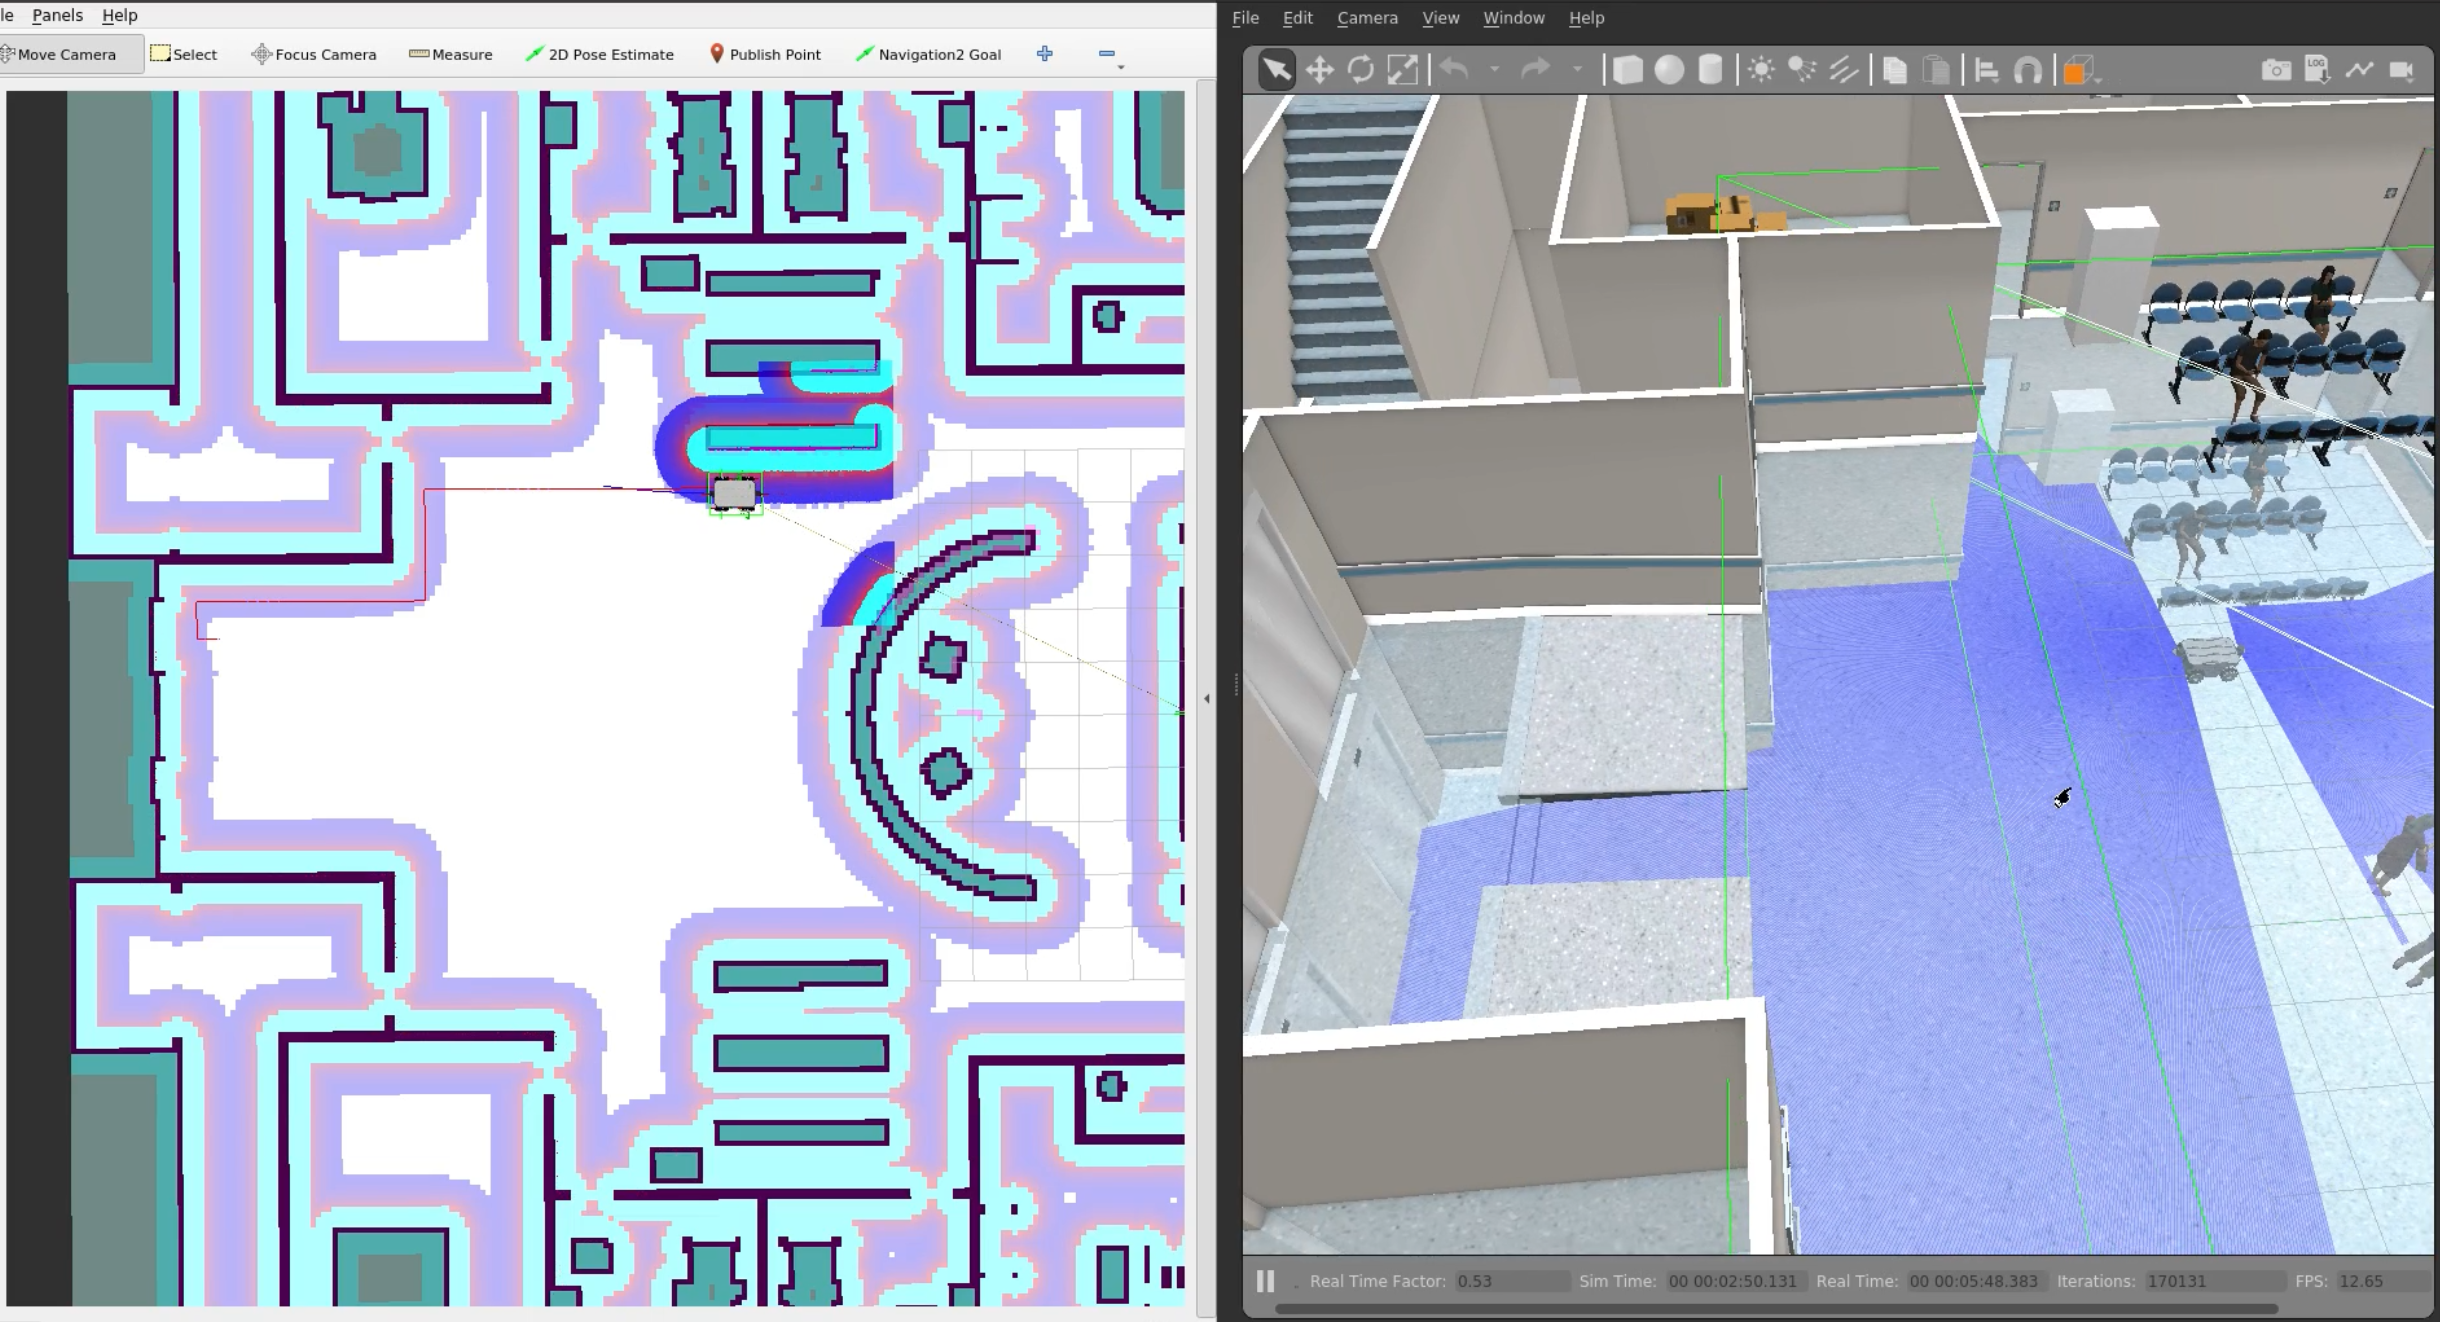 le Panels Help
Move Camera Select Focus Camera Measure 2D Pose Estimate Publish Point Navigation2 Goal
File Edit Camera View Window Help
LOG
Real Time Factor: 0.53 Sim Time: 00 00:02:50.131 Real Time: 00 00:05:48.383 Iterations: 170131 FPS: 12.65